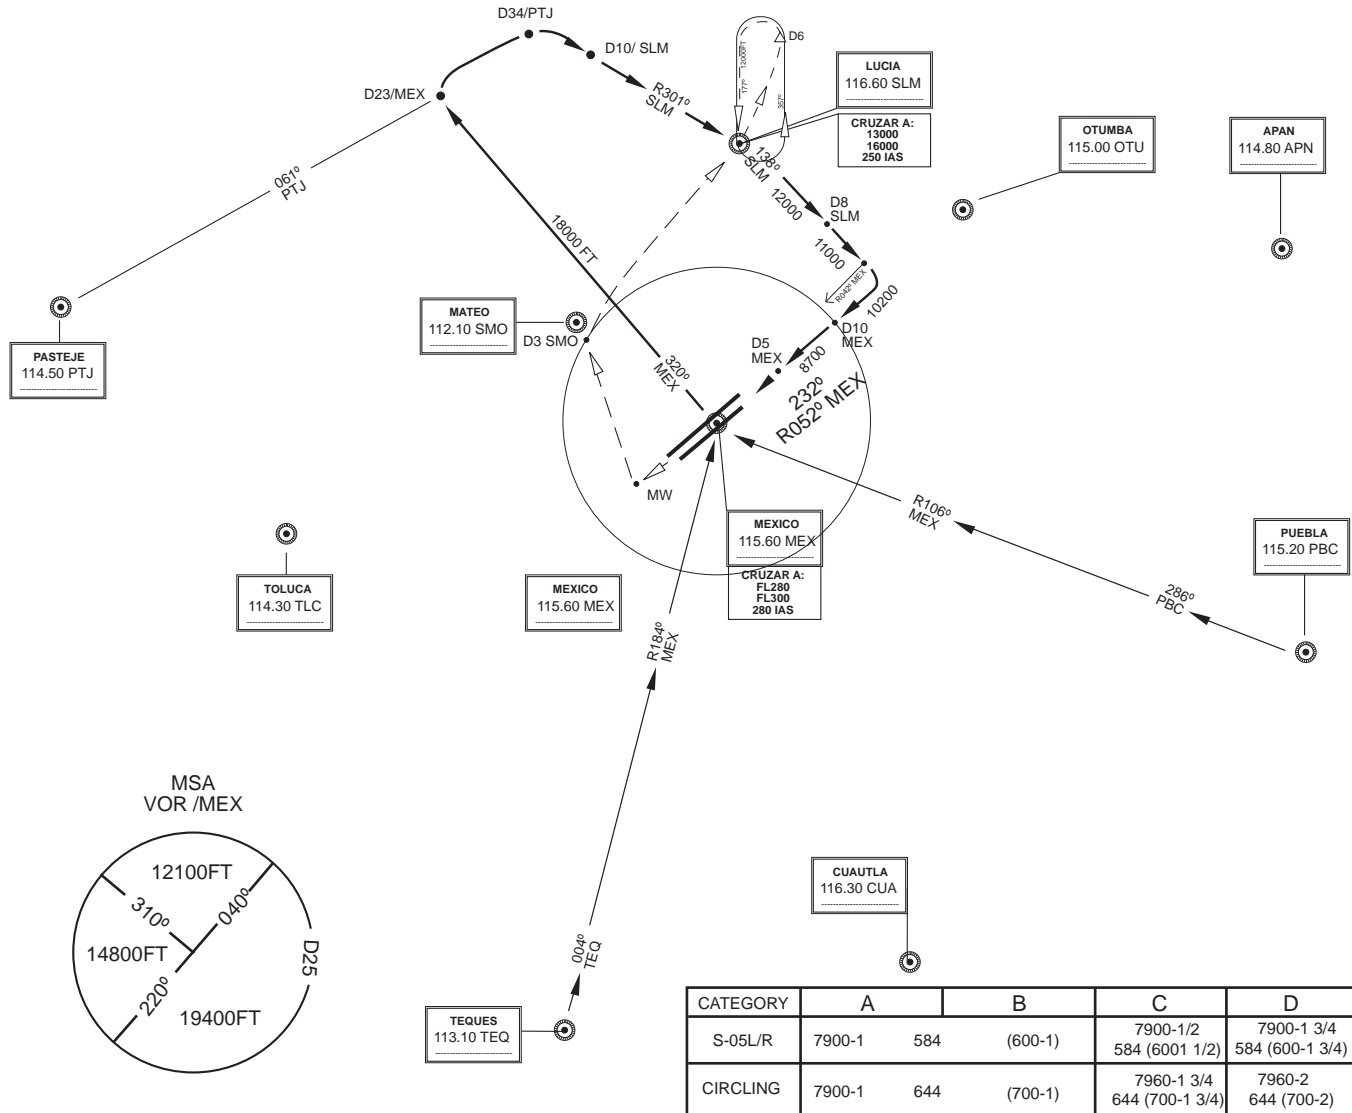 D34/PTJ
D10/ SLM
D23/MEX
R301º
SLM
12000FT
177º
357º
D6
LUCIA
116.60 SLM
CRUZAR A:
13000
16000
250 IAS
OTUMBA
115.00 OTU
APAN
114.80 APN
061º
PTJ
138º
SLM
12000
D8
SLM
11000
R042º MEX
10200
18000 FT
MATEO
112.10 SMO
D3 SMO
D10
MEX
D5
MEX
8700
PASTEJE
114.50 PTJ
320º
MEX
232º
R052º MEX
MW
R106º
MEX
MEXICO
115.60 MEX
CRUZAR A:
FL280
FL300
280 IAS
PUEBLA
115.20 PBC
TOLUCA
114.30 TLC
MEXICO
115.60 MEX
286º
PBC
R184º
MEX
MSA
VOR /MEX
12100FT
310º
040º
14800FT
D25
220º
19400FT
CUAUTLA
116.30 CUA
004º
TEQ
TEQUES
113.10 TEQ
CATEGORY A B C D
S-05L/R 7900-1 584 (600-1) 7900-1/2 7900-1 3/4
584 (6001 1/2) 584 (600-1 3/4)
CIRCLING 7900-1 644 (700-1) 7960-1 3/4 7960-2
644 (700-1 3/4) 644 (700-2)